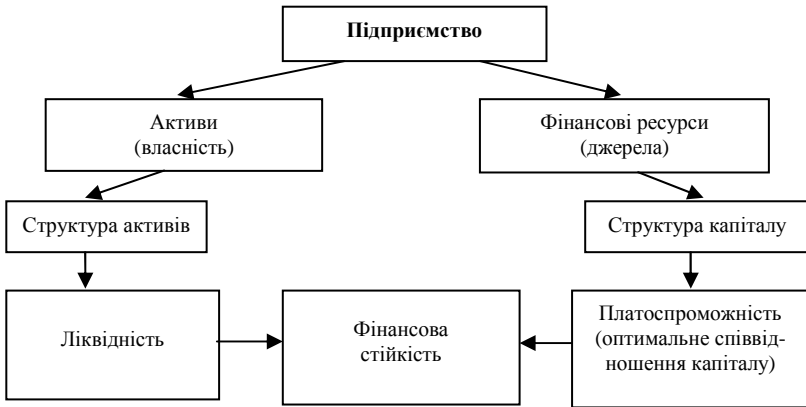 Підприємство
Активи
(власність)
Фінансові ресурси
(джерела)
Структура активів
Структура капіталу
Ліквідність
Фінансова
стійкість
Платоспроможність
(оптимальне співвід-
ношення капіталу)